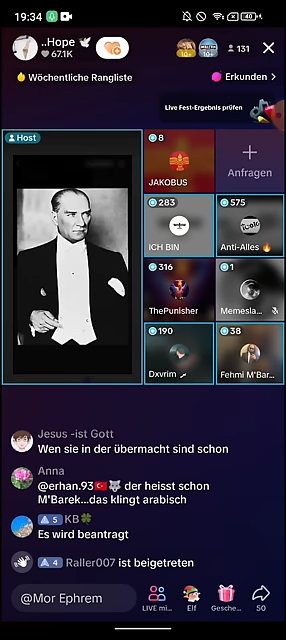 19:34
40
..Hope 🕊
67.1K
10+
10+
131
Wöchentliche Rangliste
Erkunden >
Live Fest-Ergebnis prüfen
Host
8
JAKOBUS
+
Anfragen
283
ICH BIN
575
Anti-Alles 🔥
316
ThePunisher
1
Memesla...
190
Dxvrim
38
Fehmi M'Bar...
Jesus -ist Gott
Wen sie in der übermacht sind schon
Anna
@erhan.93🇹🇷🐺 der heisst schon
M'Barek...das klingt arabisch
5 KB🍀
Es wird beantragt
4 Raller007 ist beigetreten
@Mor Ephrem
LIVE mi...
Elf
Gesche...
50